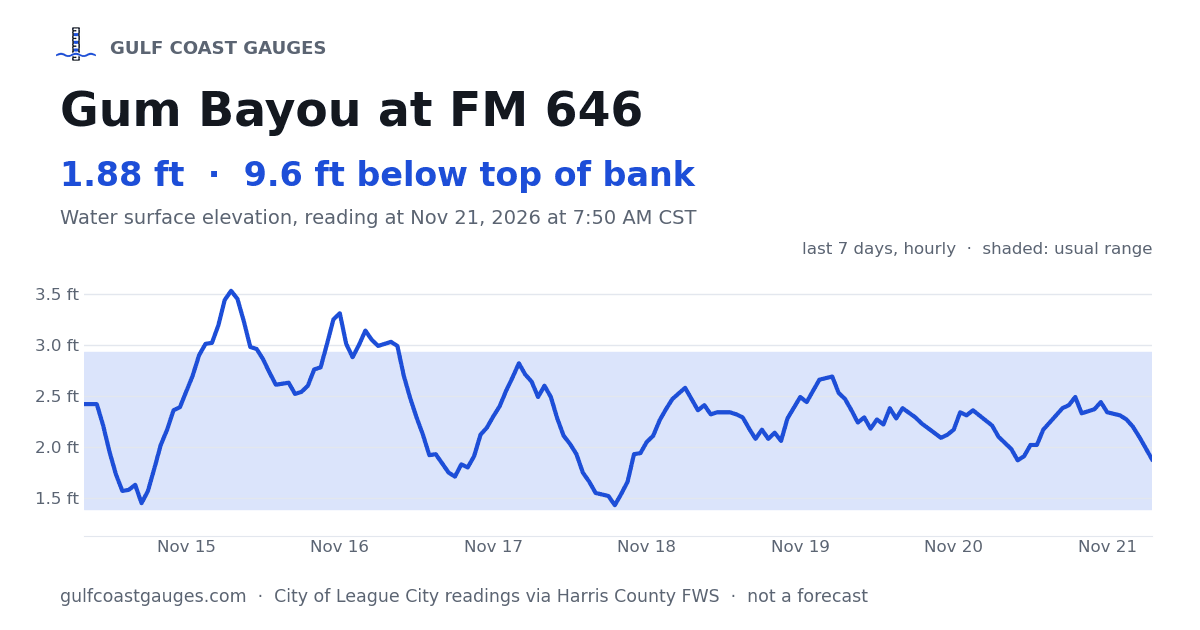 GULF COAST GAUGES
Gum Bayou at FM 646
1.88 ft · 9.6 ft below top of bank
Water surface elevation, reading at Nov 21, 2026 at 7:50 AM CST
last 7 days, hourly · shaded: usual range
3.5 ft
3.0 ft
2.5 ft
2.0 ft
1.5 ft
Nov 15 Nov 16 Nov 17 Nov 18 Nov 19 Nov 20 Nov 21
gulfcoastgauges.com · City of League City readings via Harris County FWS · not a forecast